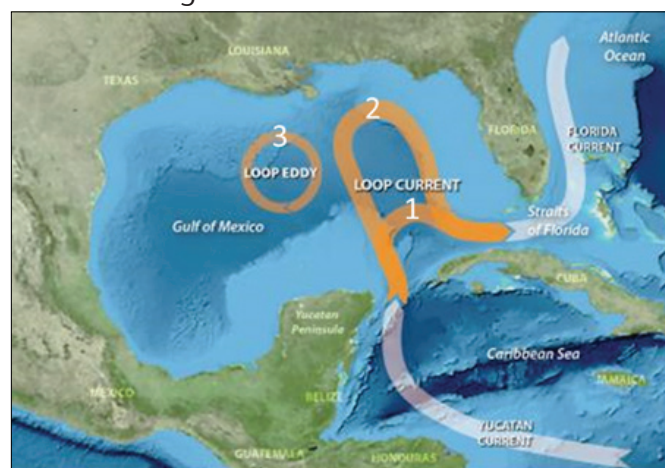 LOUISIANA
Atlantic
Ocean
TEXAS
2
3
FLORIDA
FLORIDA
CURRENT
LOOP EDDY
LOOP CURRENT
1
Gulf of Mexico
Straits
of Florida
CUBA
Yucatan
Peninsula
Caribbean Sea
JAMAICA
MEXICO
BELIZE
YUCATAN
CURRENT
GUATEMALA
HONDURAS